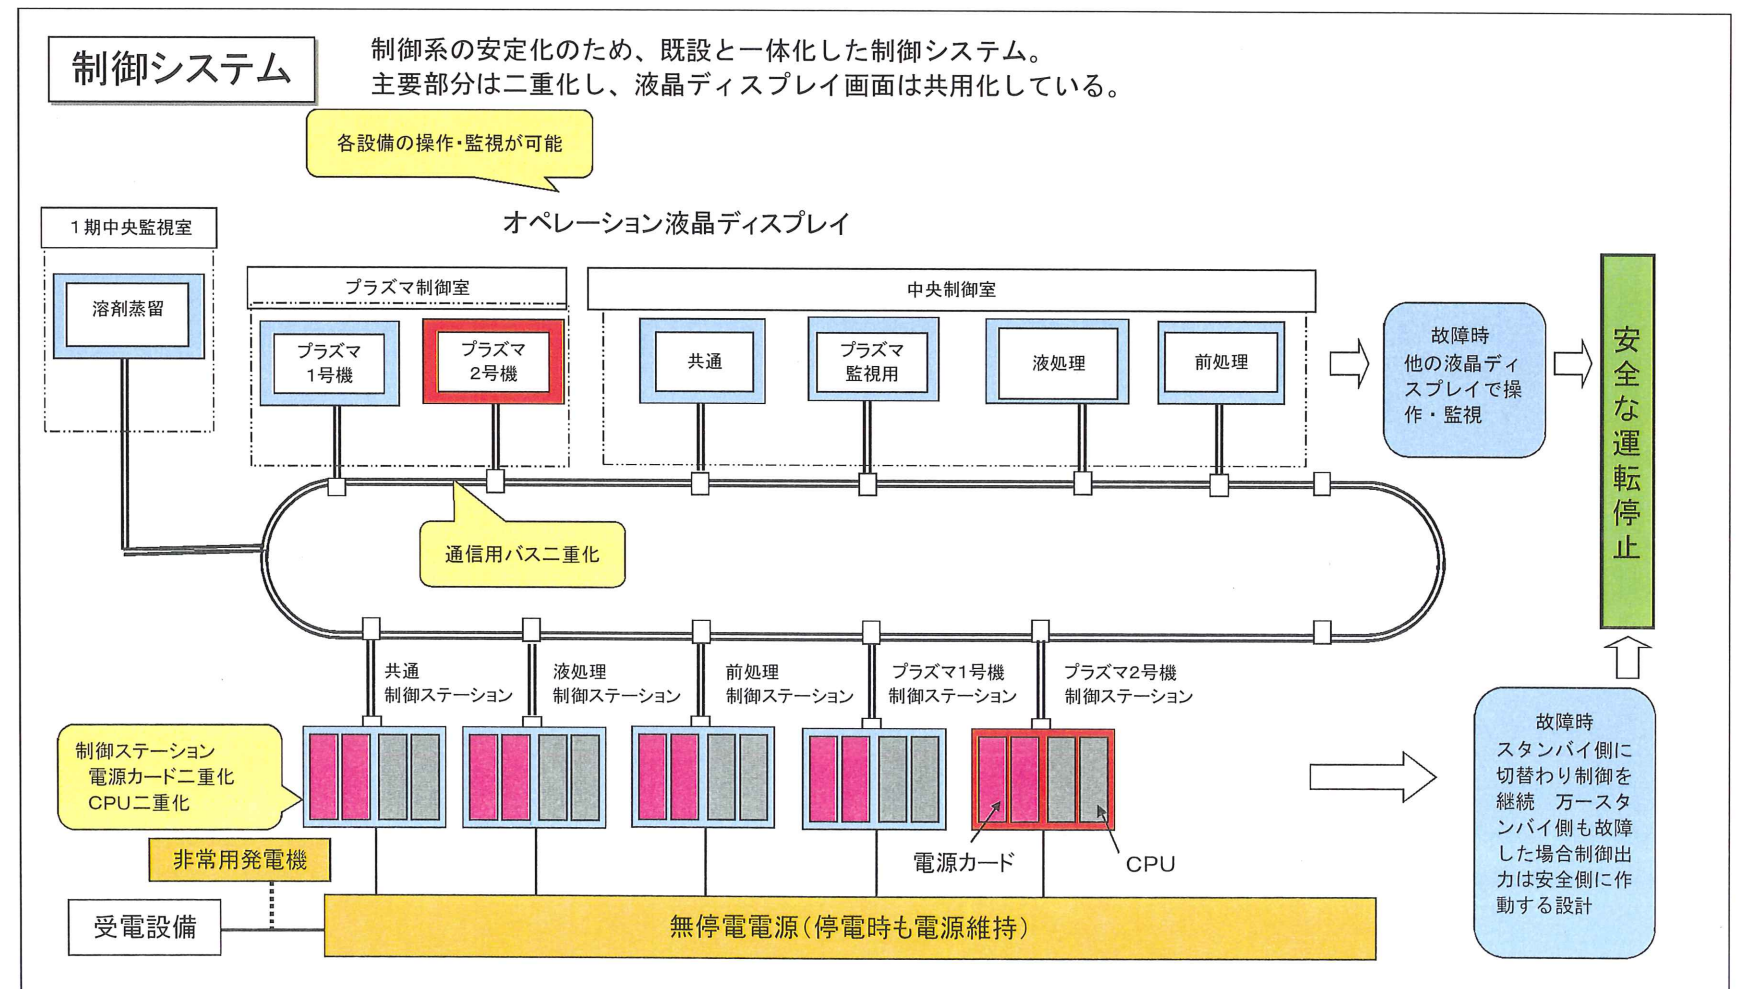 制御システム
制御系の安定化のため、既設と一体化した制御システム。
主要部分は二重化し、液晶ディスプレイ画面は共用化している。
各設備の操作・監視が可能
オペレーション液晶ディスプレイ
１期中央監視室
溶剤蒸留
プラズマ制御室
プラズマ
1号機
プラズマ
2号機
中央制御室
共通
プラズマ
監視用
液処理
前処理
故障時
他の液晶ディ
スプレイで操
作・監視
安全な運転停止
通信用バス二重化
共通
制御ステーション
液処理
制御ステーション
前処理
制御ステーション
プラズマ1号機
制御ステーション
プラズマ2号機
制御ステーション
制御ステーション
電源カード二重化
CPU二重化
電源カード
CPU
故障時
スタンバイ側に
切替わり制御を
継続　万一スタ
ンバイ側も故障
した場合制御出
力は安全側に作
動する設計
非常用発電機
受電設備
無停電電源(停電時も電源維持)